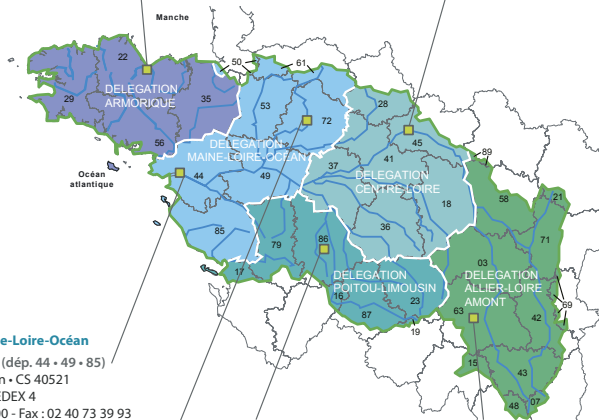 Manche
50
61
22
DELEGATION
ARMORIQUE
29
35
56
53
72
28
DELEGATION
MAINE-LOIRE-OCEAN
45
41
89
Océan
atlantique
44
49
37
DELEGATION
CENTRE-LOIRE
18
58
21
85
79
86
36
71
03
17
DELEGATION
POITOU-LIMOUSIN
DELEGATION
ALLIER-LOIRE
AMONT
16
23
87
19
63
42
69
15
43
48
07
e-Loire-Océan
(dép. 44 • 49 • 85)
n • CS 40521
EDEX 4
00 - Fax : 02 40 73 39 93